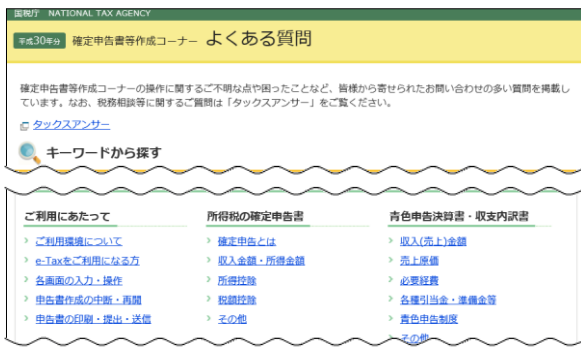 国税庁 NATIONAL TAX AGENCY
平成30年分 確定申告書等作成コーナー よくある質問
確定申告書等作成コーナーの操作に関するご不明な点や困ったことなど、皆様から寄せられたお問い合わせの多い質問を掲載し
ています。なお、税務相談等に関するご質問は「タックスアンサー」をご覧ください。
タックスアンサー
キーワードから探す
ご利用にあたって
ご利用環境について
e-Taxをご利用になる方
各画面の入力・操作
申告書作成の中断・再開
申告書の印刷・提出・送信
所得税の確定申告書
確定申告とは
収入金額・所得金額
所得控除
税額控除
その他
青色申告決算書・収支内訳書
収入(売上)金額
売上原価
必要経費
各種引当金・準備金等
青色申告制度
その他